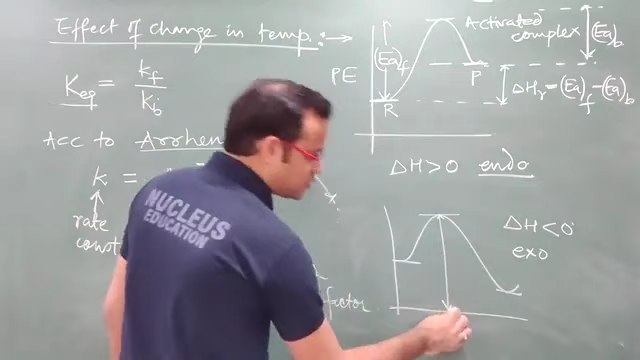 Effect of change in temp. : →
Keq = kf / kb
Acc to Arrhen
k =
rate
const
factor
PE
(Ea)f
R
Activated
complex
(Ea)b
P
ΔHr = (Ea)f - (Ea)b
ΔH>0 endo
ΔH<0
exo
NUCLEUS
EDUCATION